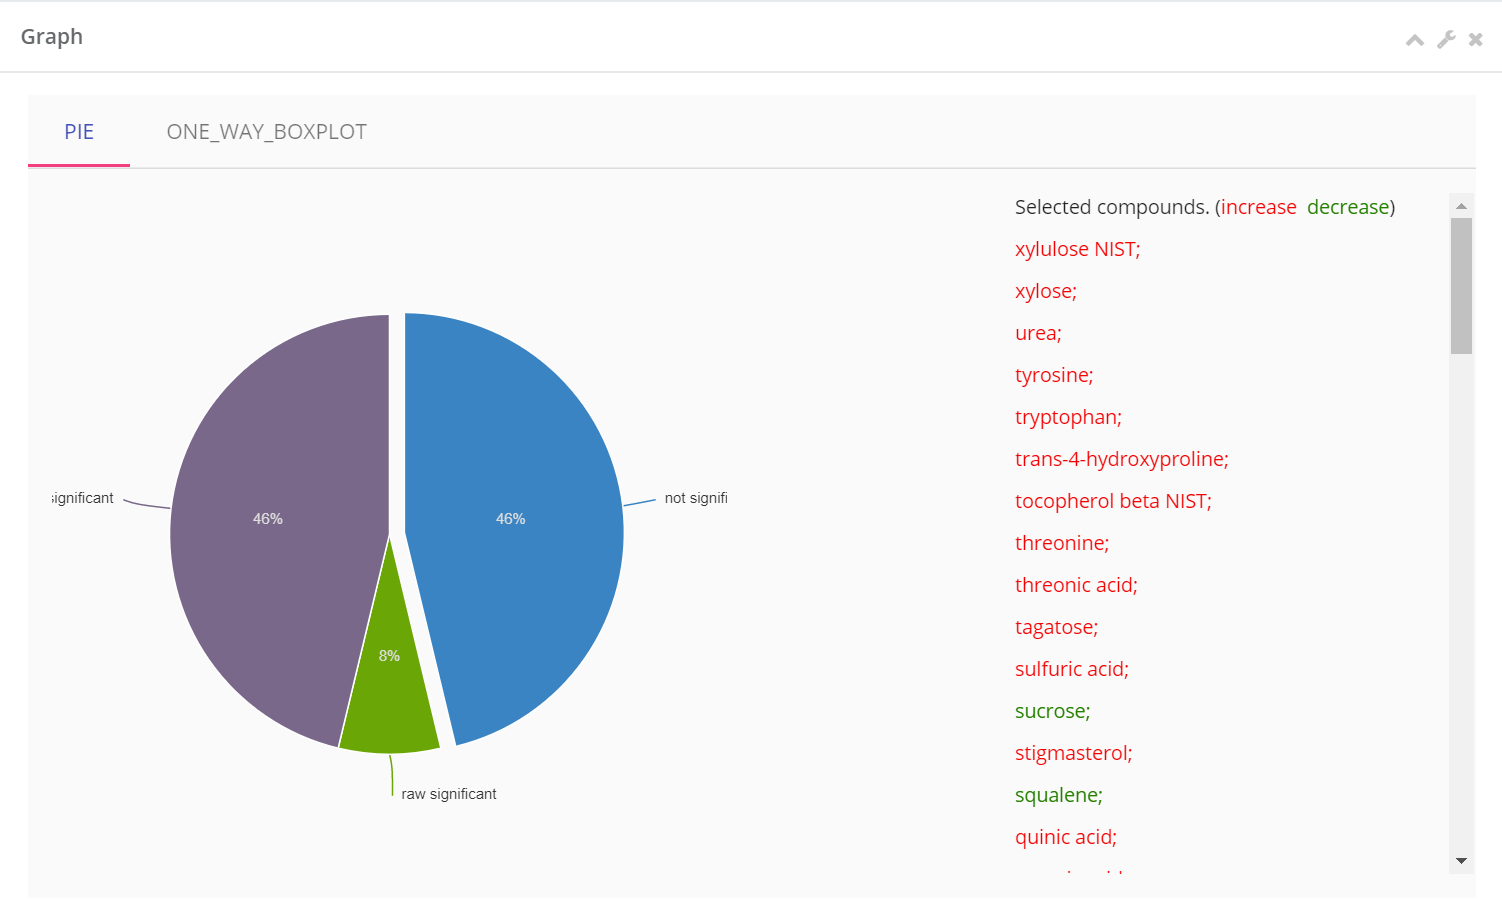 Graph
PIE
ONE_WAY_BOXPLOT
Selected compounds. (increase decrease)
xylulose NIST;
xylose;
urea;
tyrosine;
tryptophan;
trans-4-hydroxyproline;
tocopherol beta NIST;
threonine;
threonic acid;
tagatose;
sulfuric acid;
sucrose;
stigmasterol;
squalene;
quinic acid;
ignificant
46%
46%
not signifi
8%
raw significant